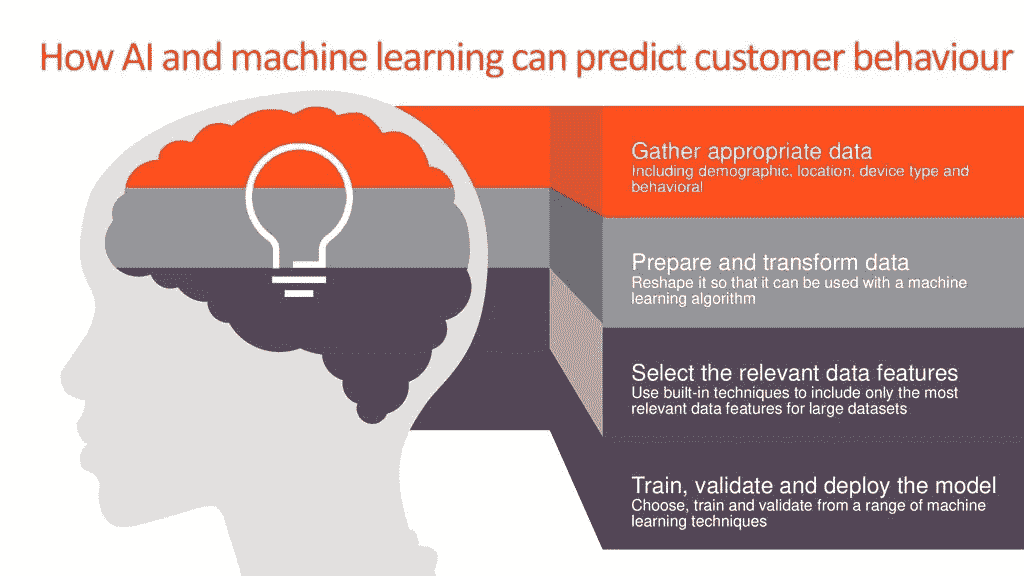 How AI and machine learning can predict customer behaviour
Gather appropriate data
Including demographic, location, device type and
behavioral
Prepare and transform data
Reshape it so that it can be used with a machine
learning algorithm
Select the relevant data features
Use built-in techniques to include only the most
relevant data features for large datasets
Train, validate and deploy the model
Choose, train and validate from a range of machine
learning techniques